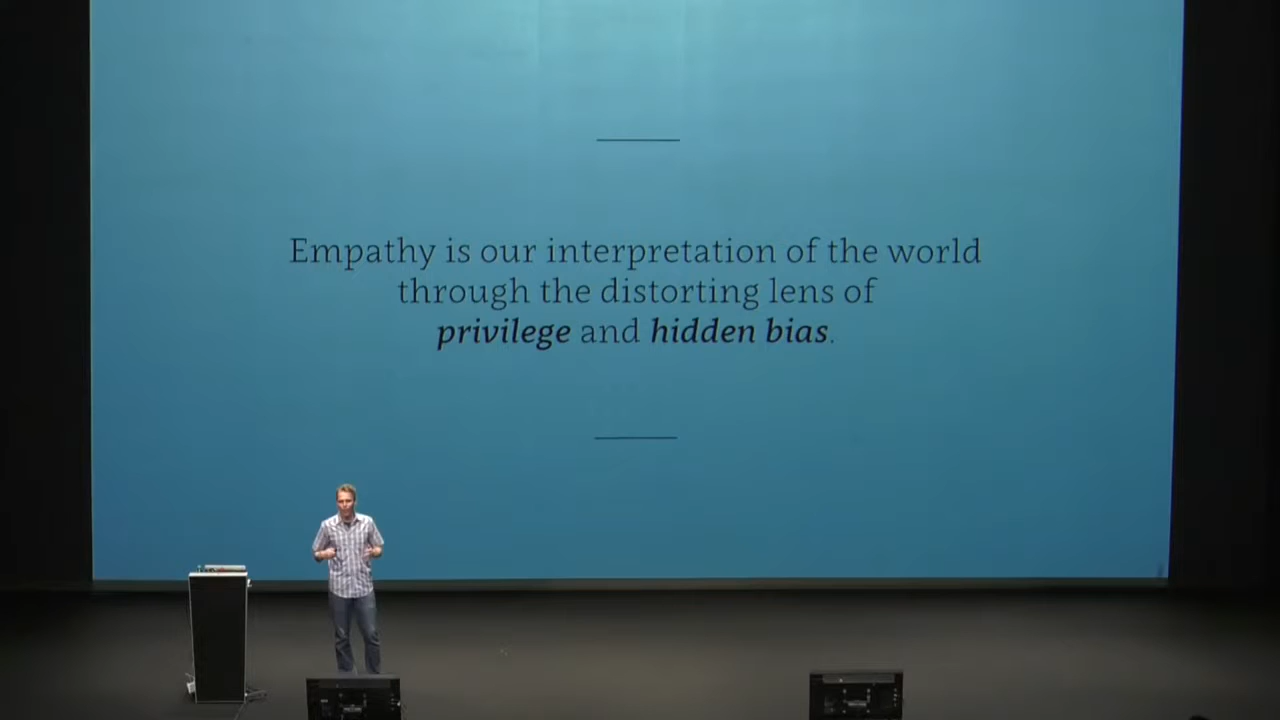 Empathy is our interpretation of the world
through the distorting lens of
privilege and hidden bias.